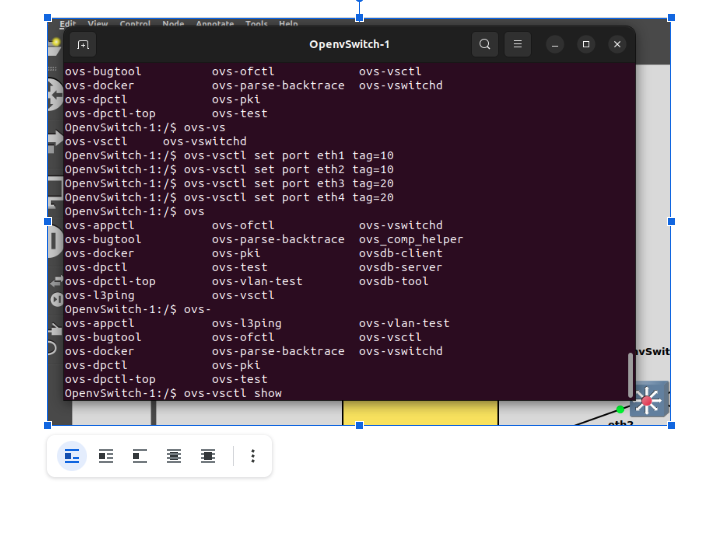 Edit View Control Node Annotate Tools Help
OpenvSwitch-1
ovs-bugtool ovs-ofctl ovs-vsctl
ovs-docker ovs-parse-backtrace ovs-vswitchd
ovs-dpctl ovs-pki
ovs-dpctl-top ovs-test
OpenvSwitch-1:/$ ovs-vs
ovs-vsctl ovs-vswitchd
OpenvSwitch-1:/$ ovs-vsctl set port eth1 tag=10
OpenvSwitch-1:/$ ovs-vsctl set port eth2 tag=10
OpenvSwitch-1:/$ ovs-vsctl set port eth3 tag=20
OpenvSwitch-1:/$ ovs-vsctl set port eth4 tag=20
OpenvSwitch-1:/$ ovs
ovs-appctl ovs-ofctl ovs-vswitchd
ovs-bugtool ovs-parse-backtrace ovs_comp_helper
ovs-docker ovs-pki ovsdb-client
ovs-dpctl ovs-test ovsdb-server
ovs-dpctl-top ovs-vlan-test ovsdb-tool
ovs-l3ping ovs-vsctl
OpenvSwitch-1:/$ ovs-
ovs-appctl ovs-l3ping ovs-vlan-test
ovs-bugtool ovs-ofctl ovs-vsctl
ovs-docker ovs-parse-backtrace ovs-vswitchd
ovs-dpctl ovs-pki
ovs-dpctl-top ovs-test
OpenvSwitch-1:/$ ovs-vsctl show
nvSwit
eth2